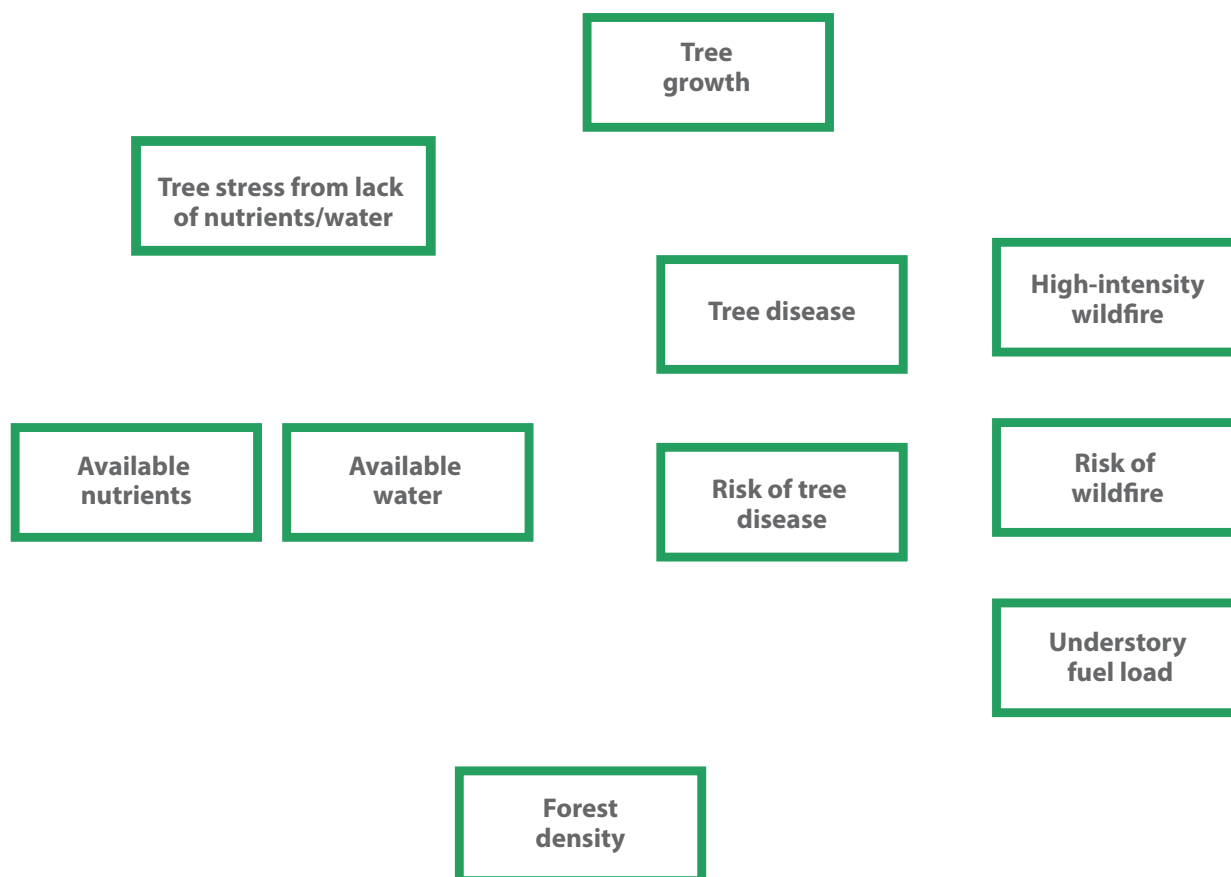 Tree
growth
Tree stress from lack
of nutrients/water
Tree disease
High-intensity
wildfire
Available
nutrients
Available
water
Risk of tree
disease
Risk of
wildfire
Understory
fuel load
Forest
density